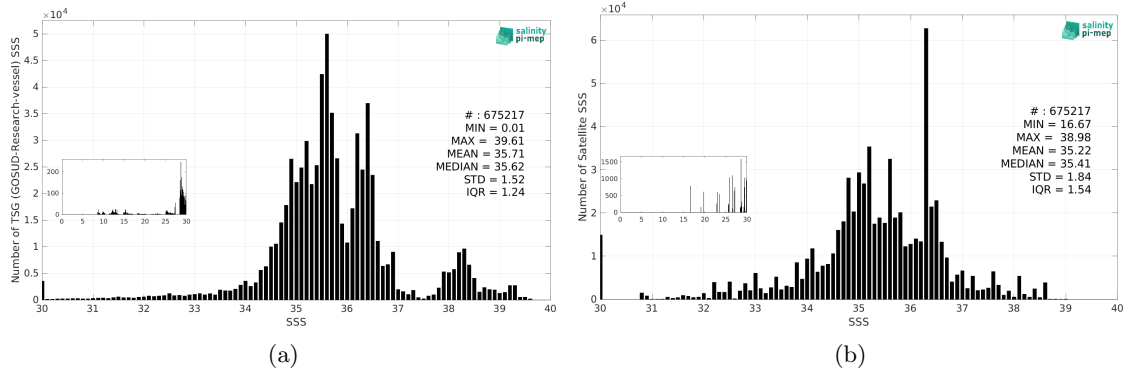 ×10⁴
5
4.5
4
3.5
3
2.5
2
1.5
1
0.5
0
Number of TSG (GOSUD-Research-vessel) SSS
salinity
pi-mep
# : 675217
MIN = 0.01
MAX = 39.61
MEAN = 35.71
MEDIAN = 35.62
STD = 1.52
IQR = 1.24
200
100
0
0 5 10 15 20 25 30
30 31 32 33 34 35 36 37 38 39 40
SSS
(a)
×10⁴
6
5
4
3
2
1
0
Number of Satellite SSS
salinity
pi-mep
# : 675217
MIN = 16.67
MAX = 38.98
MEAN = 35.22
MEDIAN = 35.41
STD = 1.84
IQR = 1.54
1500
1000
500
0
0 5 10 15 20 25 30
30 31 32 33 34 35 36 37 38 39 40
SSS
(b)